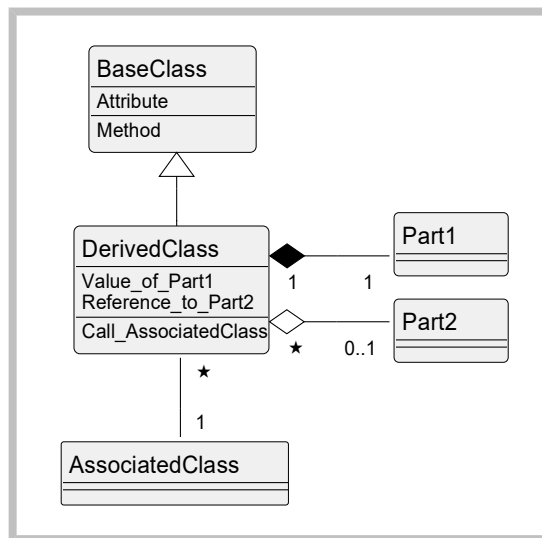 BaseClass
Attribute
Method
DerivedClass
Value_of_Part1
Reference_to_Part2
Call_AssociatedClass
Part1
1 1
Part2
★ 0..1
★
1
AssociatedClass